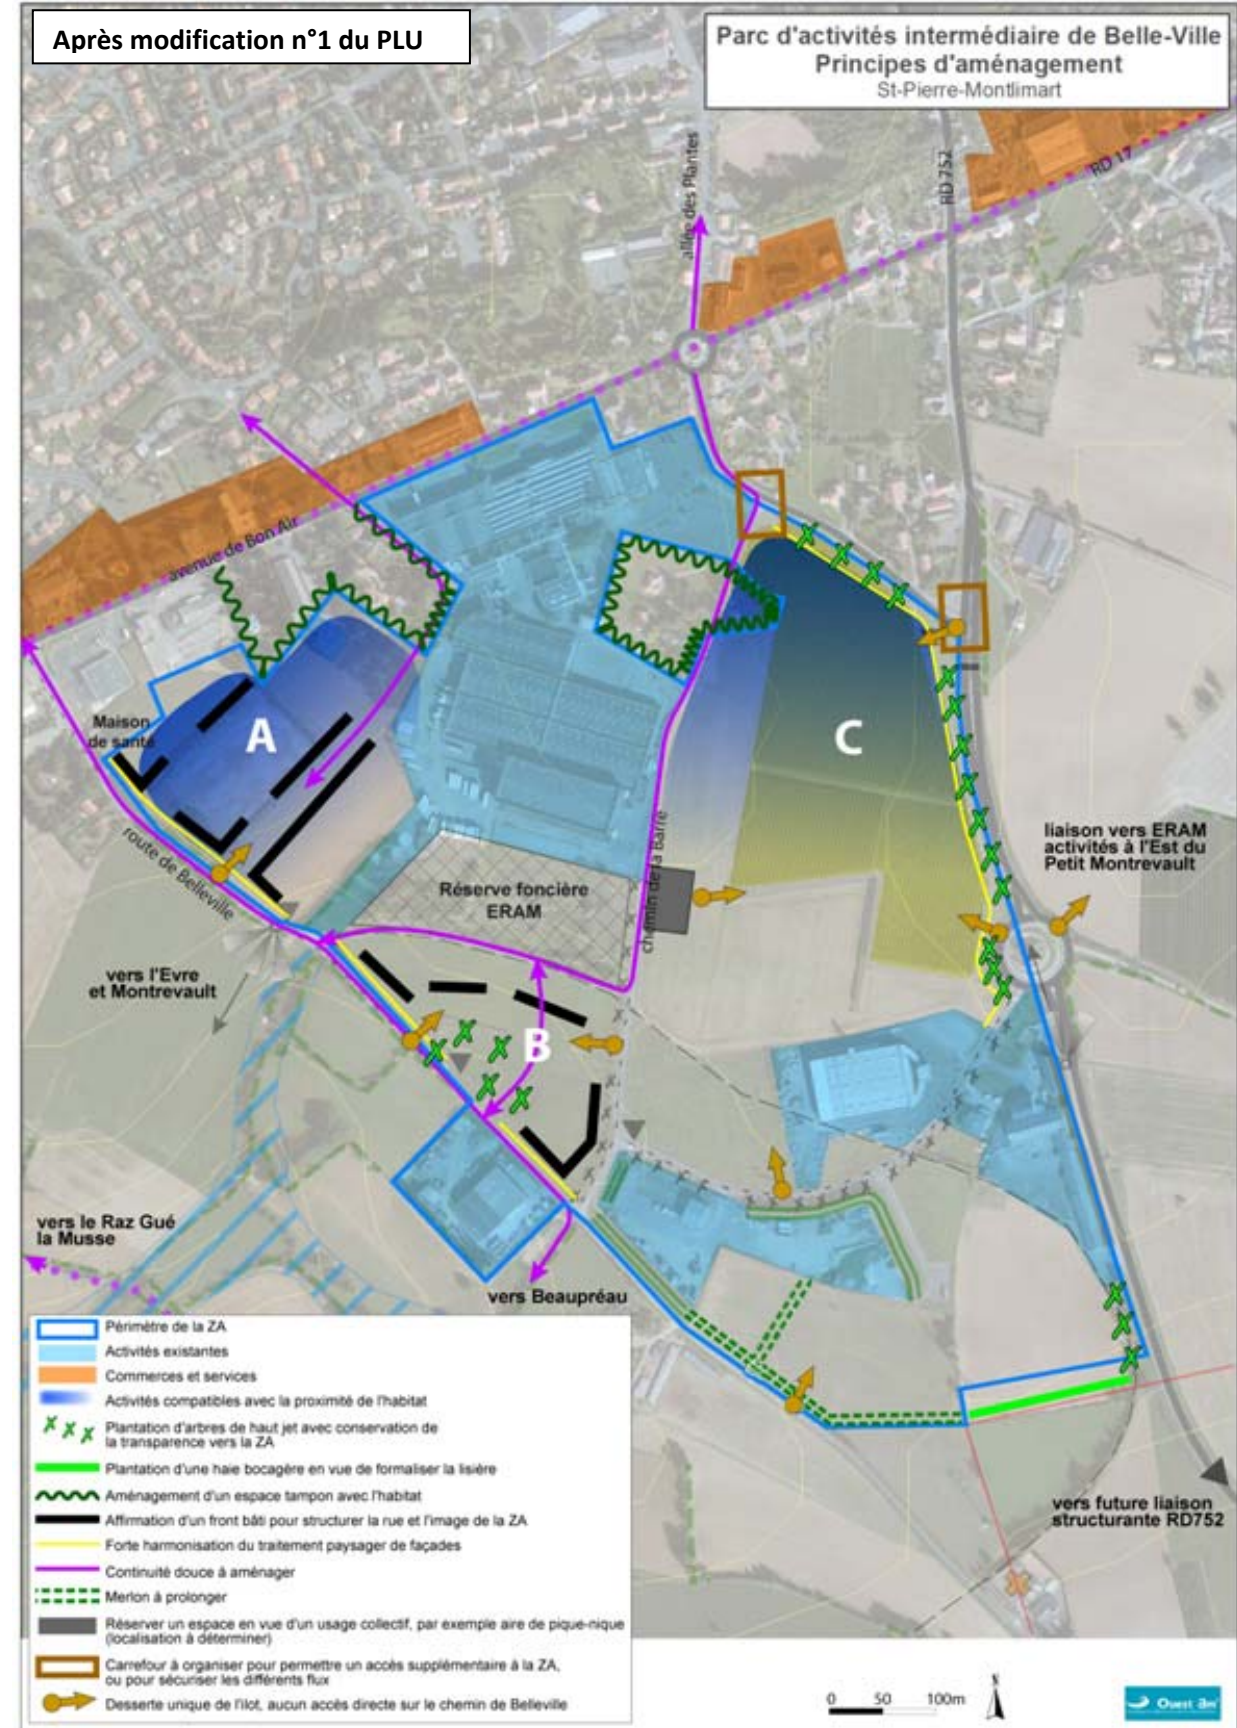 Après modification n°1 du PLU
Parc d'activités intermédiaire de Belle-Ville
Principes d'aménagement
St-Pierre-Montlimart
allée des Plantes
RD 752
RD 17
avenue de Bon Air
Maison
de santé
A
C
route de Belleville
Réserve foncière
ERAM
chemin de la Barre
liaison vers ERAM
activités à l'Est du
Petit Montrevault
vers l'Evre
et Montrevault
B
vers le Raz Gué
la Musse
vers Beaupréau
vers future liaison
structurante RD752
Périmètre de la ZA
Activités existantes
Commerces et services
Activités compatibles avec la proximité de l'habitat
Plantation d'arbres de haut jet avec conservation de
la transparence vers la ZA
Plantation d'une haie bocagère en vue de formaliser la lisière
Aménagement d'un espace tampon avec l'habitat
Affirmation d'un front bâti pour structurer la rue et l'image de la ZA
Forte harmonisation du traitement paysager de façades
Continuité douce à aménager
Merlon à prolonger
Réserver un espace en vue d'un usage collectif, par exemple aire de pique-nique
(localisation à déterminer)
Carrefour à organiser pour permettre un accès supplémentaire à la ZA,
ou pour sécuriser les différents flux
Desserte unique de l'îlot, aucun accès directe sur le chemin de Belleville
0 50 100m
N
Ouest am'